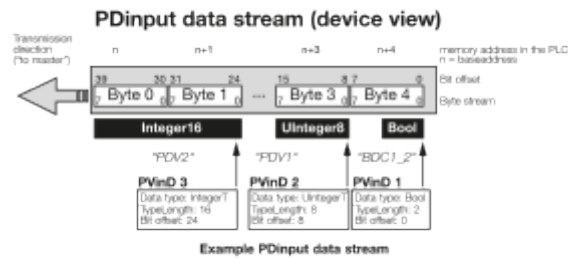 PDinput data stream (device view)
Transmission direction ("to master")
n n+1 n+3 n+4
memory address in the PLC
n = baseaddress
39 30 31 24 15 8 7 0 Bit offset
7 Byte 0 0 7 Byte 1 0 ... 7 Byte 3 0 7 Byte 4 0 Byte stream
Integer16 UInteger8 Bool
"PDV2" "PDV1" "BDC1_2"
PVinD 3 PVinD 2 PVinD 1
Data type: IntegerT Data type: UIntegerT Data type: Bool
TypeLength: 16 TypeLength: 8 TypeLength: 2
Bit offset: 24 Bit offset: 8 Bit offset: 0
Example PDinput data stream